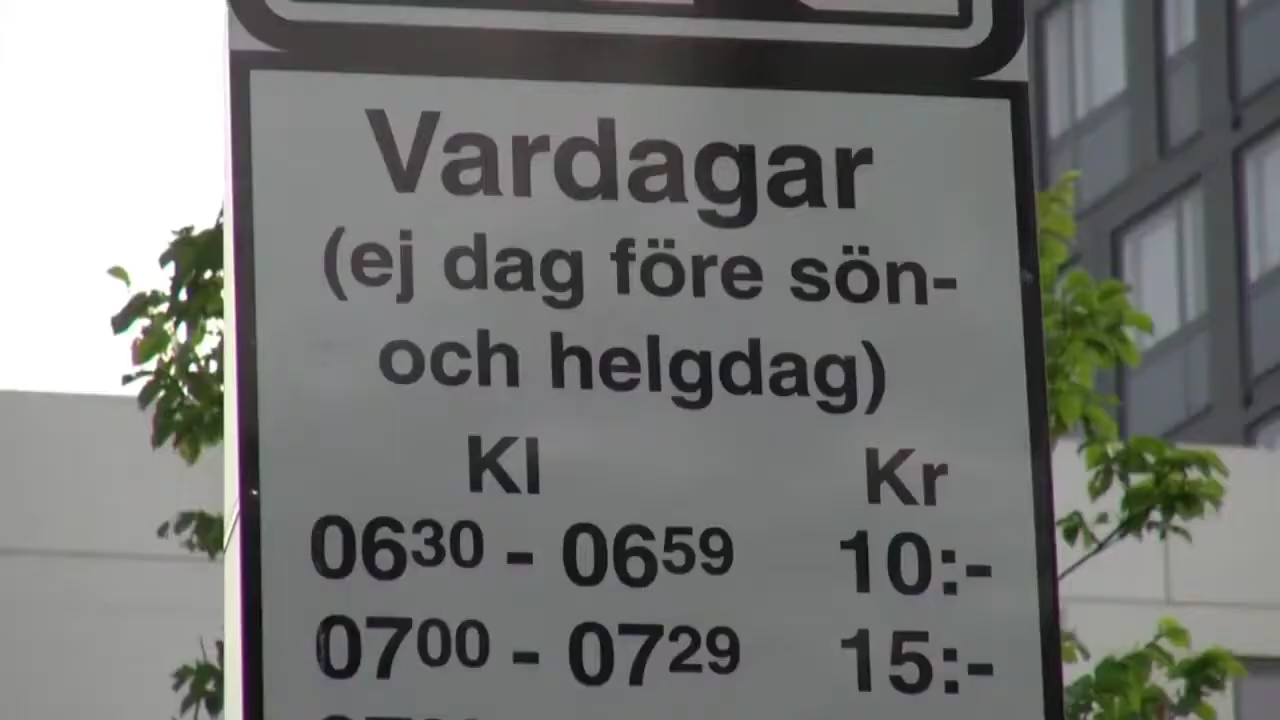 Vardagar
(ej dag före sön-
och helgdag)
Kl Kr
0630 - 0659 10:-
0700 - 0729 15:-